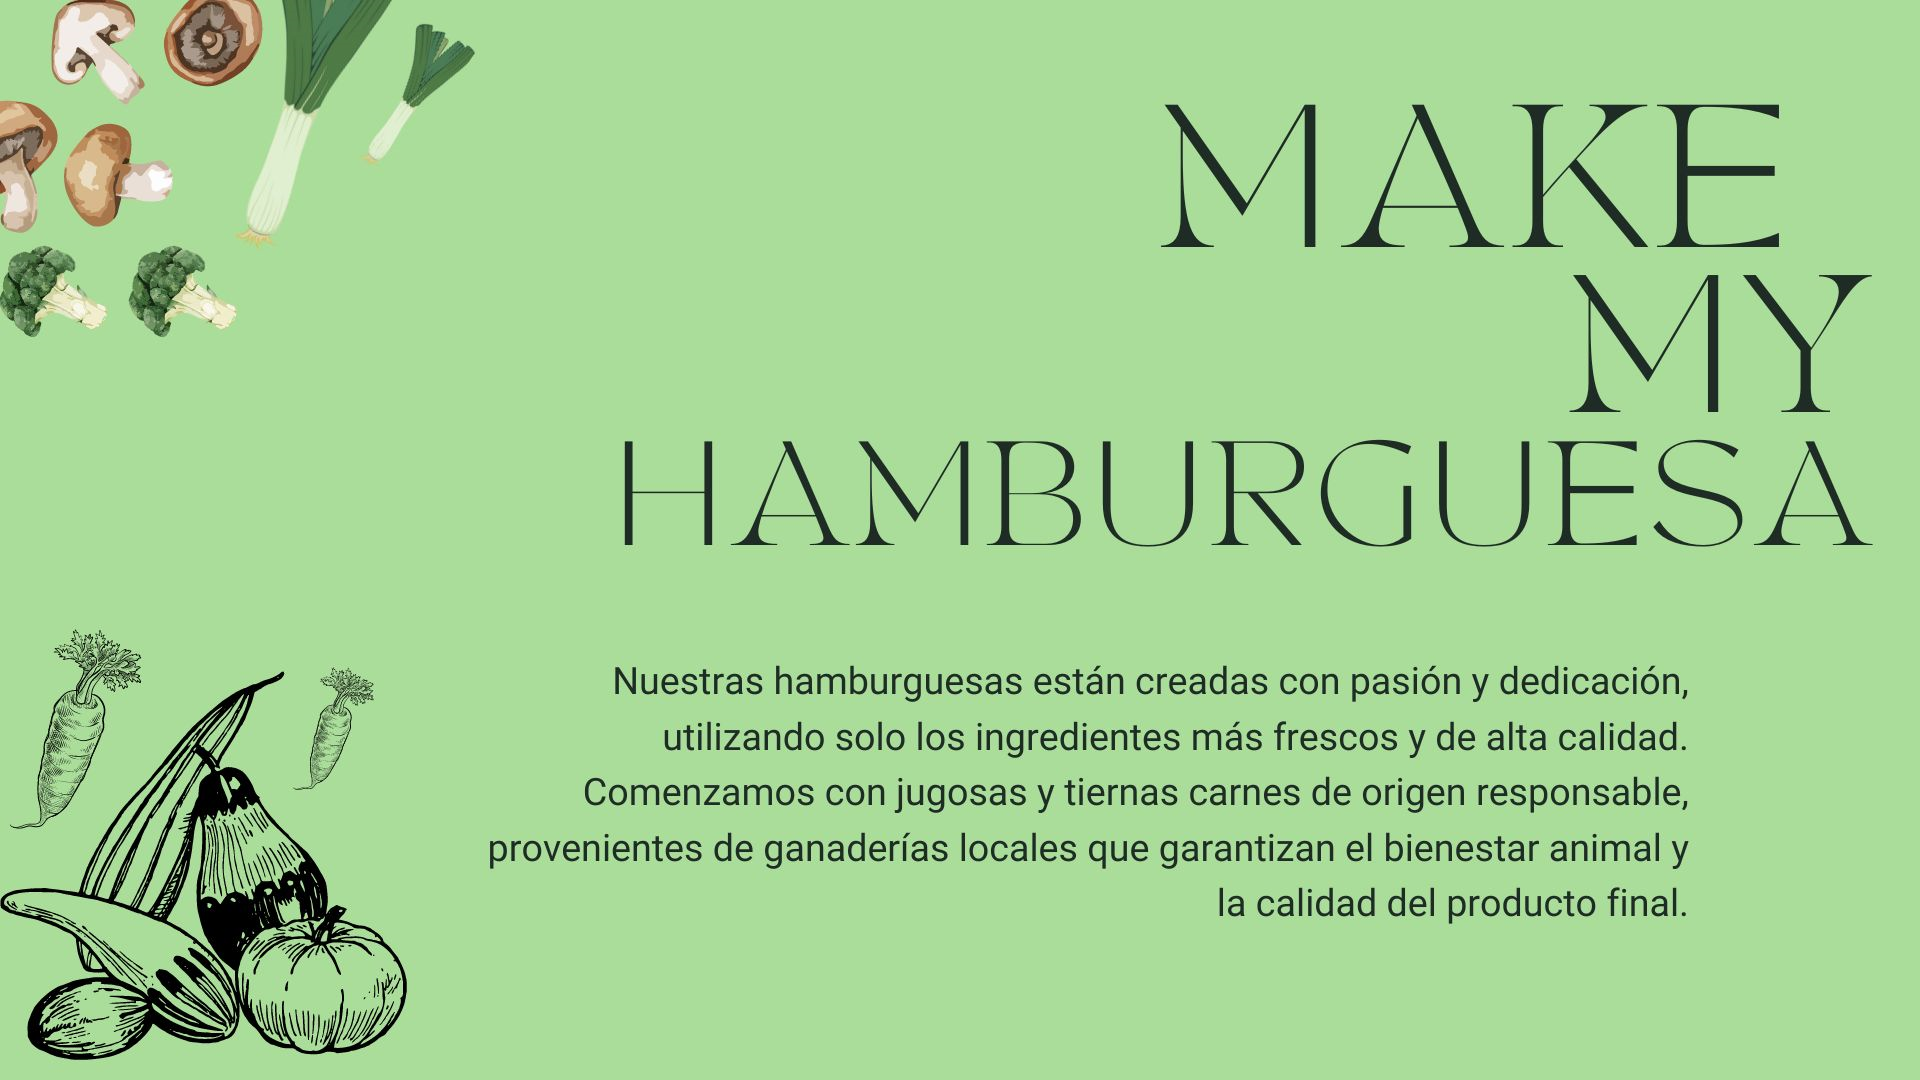 MAKE
MY
HAMBURGUESA
Nuestras hamburguesas están creadas con pasión y dedicación,
utilizando solo los ingredientes más frescos y de alta calidad.
Comenzamos con jugosas y tiernas carnes de origen responsable,
provenientes de ganaderías locales que garantizan el bienestar animal y
la calidad del producto final.